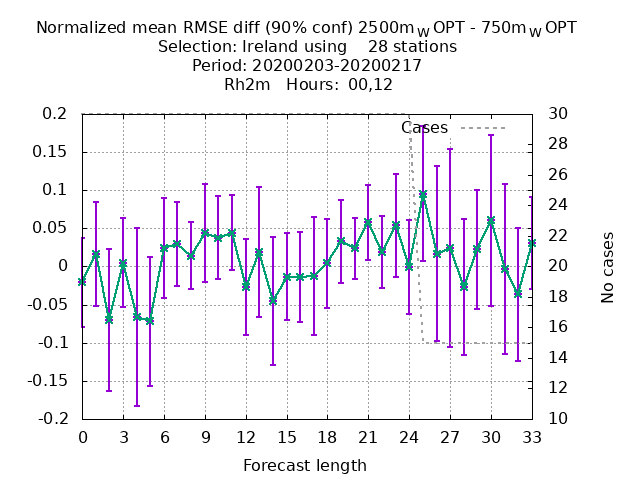 Normalized mean RMSE diff (90% conf) 2500m_W OPT - 750m_W OPT
Selection: Ireland using 28 stations
Period: 20200203-20200217
Rh2m Hours: 00,12
Cases
0.2
0.15
0.1
0.05
0
-0.05
-0.1
-0.15
-0.2
30
28
26
24
22
20
18
16
14
12
10
No cases
0 3 6 9 12 15 18 21 24 27 30 33
Forecast length